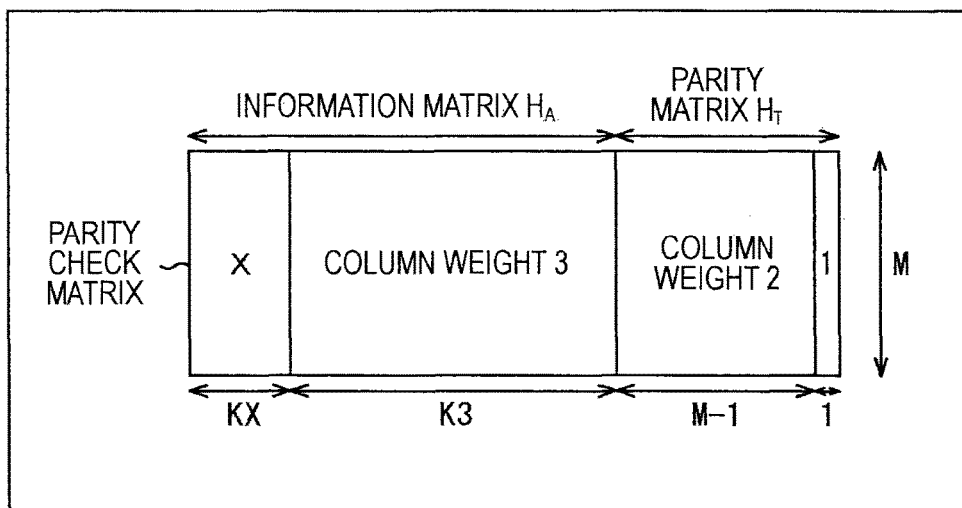 INFORMATION MATRIX HA
PARITY
MATRIX HT
PARITY
CHECK
MATRIX
X
COLUMN WEIGHT 3
COLUMN
WEIGHT 2
1
M
KX
K3
M-1
1